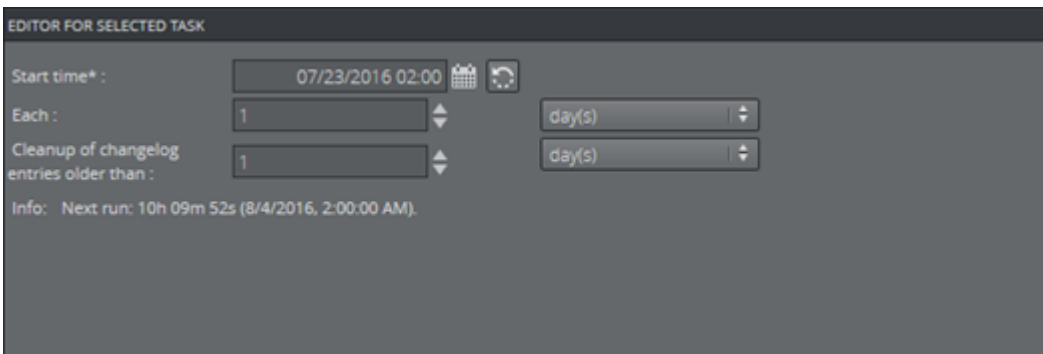 EDITOR FOR SELECTED TASK
Start time* : 07/23/2016 02:00
Each : 1 day(s)
Cleanup of changelog
entries older than : 1 day(s)
Info: Next run: 10h 09m 52s (8/4/2016, 2:00:00 AM).